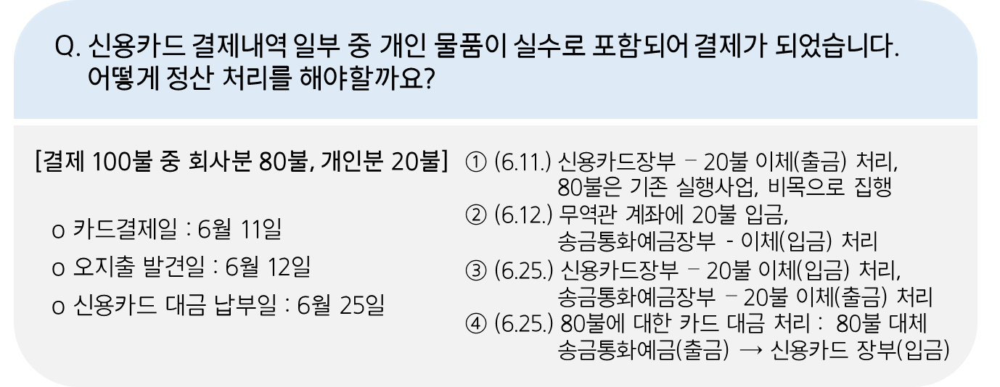 Q. 신용카드 결제내역 일부 중 개인 물품이 실수로 포함되어 결제가 되었습니다.
어떻게 정산 처리를 해야할까요?
[결제 100불 중 회사분 80불, 개인분 20불]
o 카드결제일 : 6월 11일
o 오지출 발견일 : 6월 12일
o 신용카드 대금 납부일 : 6월 25일
① (6.11.) 신용카드장부 – 20불 이체(출금) 처리,
80불은 기존 실행사업, 비목으로 집행
② (6.12.) 무역관 계좌에 20불 입금,
송금통화예금장부 - 이체(입금) 처리
③ (6.25.) 신용카드장부 – 20불 이체(입금) 처리,
송금통화예금장부 – 20불 이체(출금) 처리
④ (6.25.) 80불에 대한 카드 대금 처리 : 80불 대체
송금통화예금(출금) → 신용카드 장부(입금)